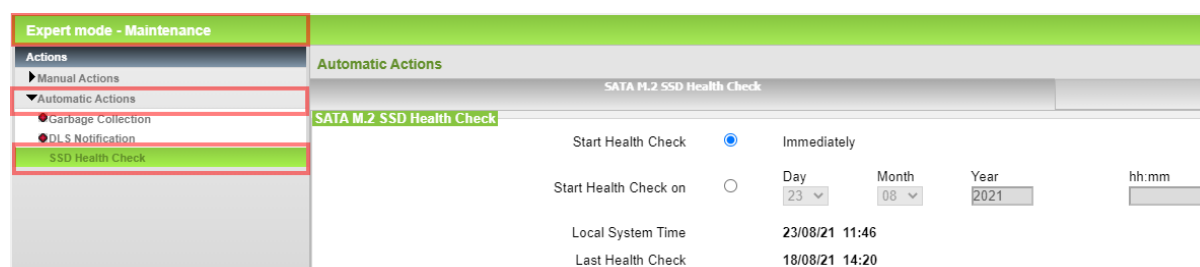 Expert mode - Maintenance
Actions
Manual Actions
Automatic Actions
Garbage Collection
DLS Notification
SSD Health Check
Automatic Actions
SATA M.2 SSD Health Check
SATA M.2 SSD Health Check
Start Health Check Immediately
Day Month Year hh:mm
Start Health Check on 23 08 2021
Local System Time 23/08/21 11:46
Last Health Check 18/08/21 14:20